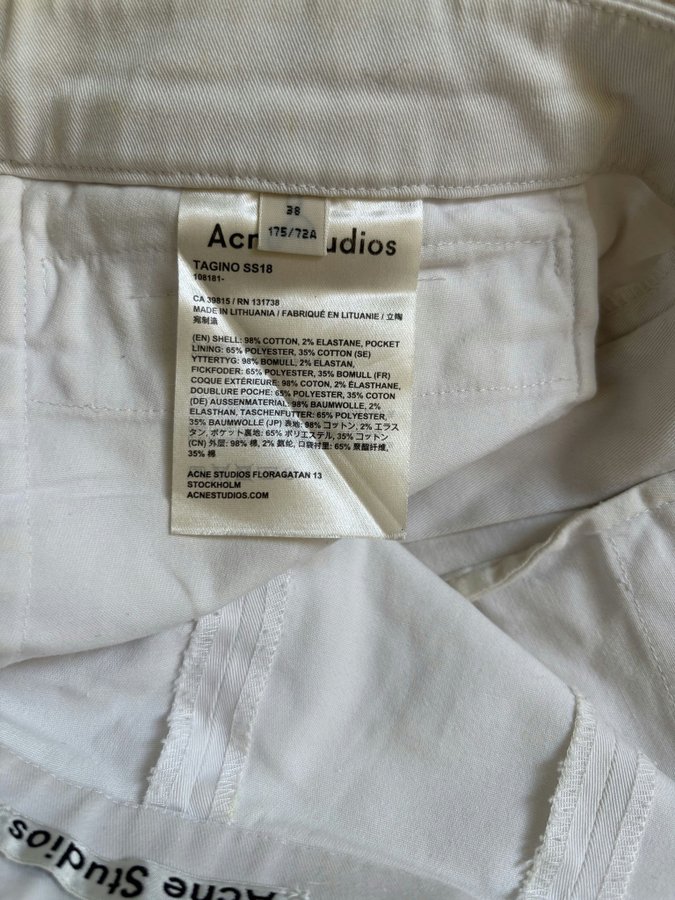 38
175/72A
Acn udios
TAGINO SS18
108181-
CA 39815 / RN 131738
MADE IN LITHUANIA / FABRIQUÉ EN LITUANIE / 立陶
宛制造
(EN) SHELL: 98% COTTON, 2% ELASTANE, POCKET
LINING: 65% POLYESTER, 35% COTTON (SE)
YTTERTYG: 98% BOMULL, 2% ELASTAN,
FICKFODER: 65% POLYESTER, 35% BOMULL (FR)
COQUE EXTÉRIEURE: 98% COTON, 2% ÉLASTHANE,
DOUBLURE POCHE: 65% POLYESTER, 35% COTON
(DE) AUSSENMATERIAL: 98% BAUMWOLLE, 2%
ELASTHAN, TASCHENFUTTER: 65% POLYESTER,
35% BAUMWOLLE (JP) 表地: 98% コットン, 2% エラス
タン, ポケット裏地: 65% ポリエステル, 35% コットン
(CN) 外层: 98% 棉, 2% 氨纶, 口袋衬里: 65% 聚酯纤维,
35% 棉
ACNE STUDIOS FLORAGATAN 13
STOCKHOLM
ACNESTUDIOS.COM
Acne Studios